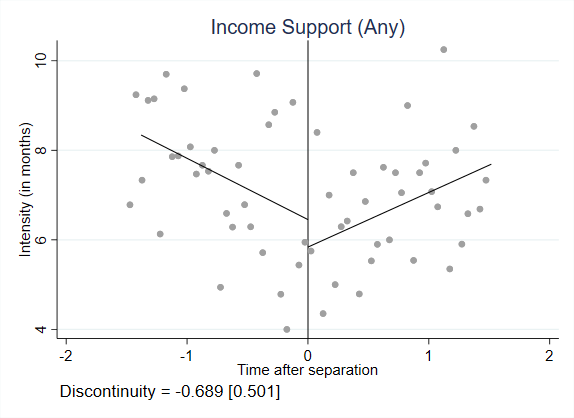 Income Support (Any)
Intensity (in months)
10
8
6
4
-2
-1
0
1
2
Time after separation
Discontinuity = -0.689 [0.501]